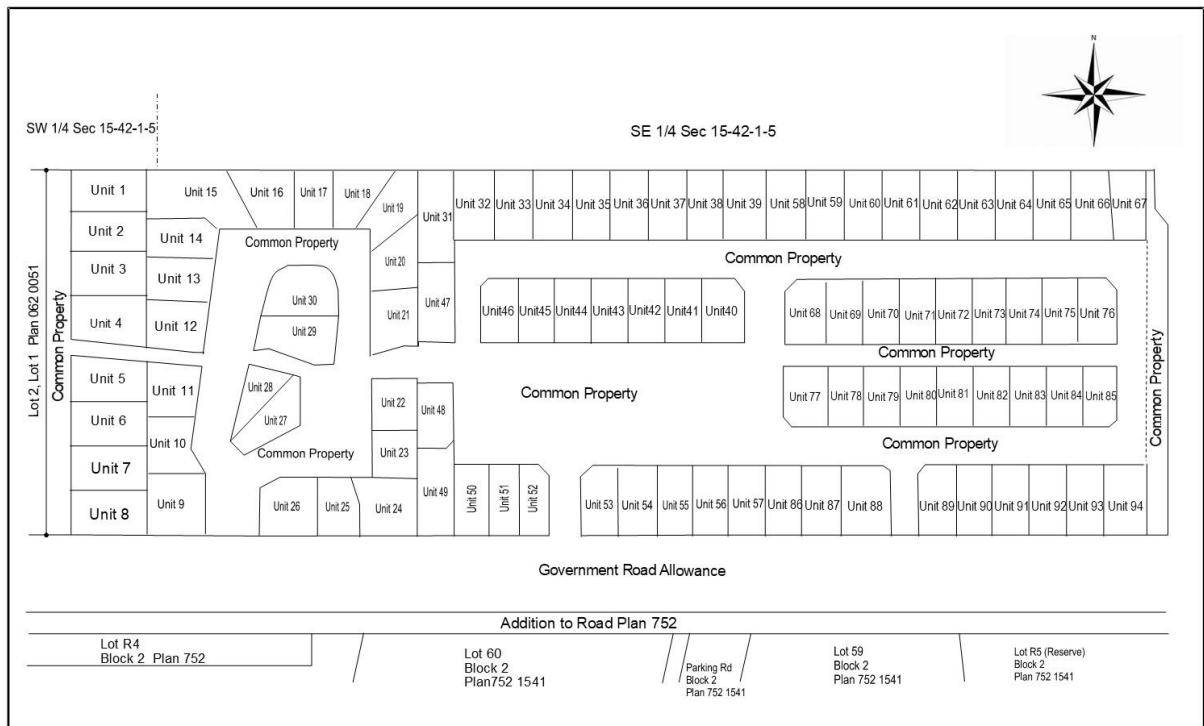 N
SW 1/4 Sec 15-42-1-5
SE 1/4 Sec 15-42-1-5
Lot 2, Lot 1 Plan 062 0051
Common Property
Unit 1
Unit 2
Unit 3
Unit 4
Unit 5
Unit 6
Unit 7
Unit 8
Unit 15
Unit 14
Unit 13
Unit 12
Unit 11
Unit 10
Unit 9
Unit 16
Unit 17
Unit 18
Unit 19
Unit 20
Unit 21
Common Property
Unit 30
Unit 29
Unit 28
Unit 27
Common Property
Unit 22
Unit 23
Unit 26
Unit 25
Unit 24
Unit 31
Unit 47
Unit 48
Unit 49
Unit 32
Unit 33
Unit 34
Unit 35
Unit 36
Unit 37
Unit 38
Unit 39
Unit 58
Unit 59
Unit 60
Unit 61
Unit 62
Unit 63
Unit 64
Unit 65
Unit 66
Unit 67
Common Property
Unit46
Unit45
Unit44
Unit43
Unit42
Unit41
Unit40
Unit 68
Unit 69
Unit 70
Unit 71
Unit 72
Unit 73
Unit 74
Unit 75
Unit 76
Common Property
Common Property
Unit 77
Unit 78
Unit 79
Unit 80
Unit 81
Unit 82
Unit 83
Unit 84
Unit 85
Common Property
Common Property
Unit 50
Unit 51
Unit 52
Unit 53
Unit 54
Unit 55
Unit 56
Unit 57
Unit 86
Unit 87
Unit 88
Unit 89
Unit 90
Unit 91
Unit 92
Unit 93
Unit 94
Government Road Allowance
Addition to Road Plan 752
Lot R4
Block 2 Plan 752
Lot 60
Block 2
Plan752 1541
Parking Rd
Block 2
Plan 752 1541
Lot 59
Block 2
Plan 752 1541
Lot R5 (Reserve)
Block 2
Plan 752 1541